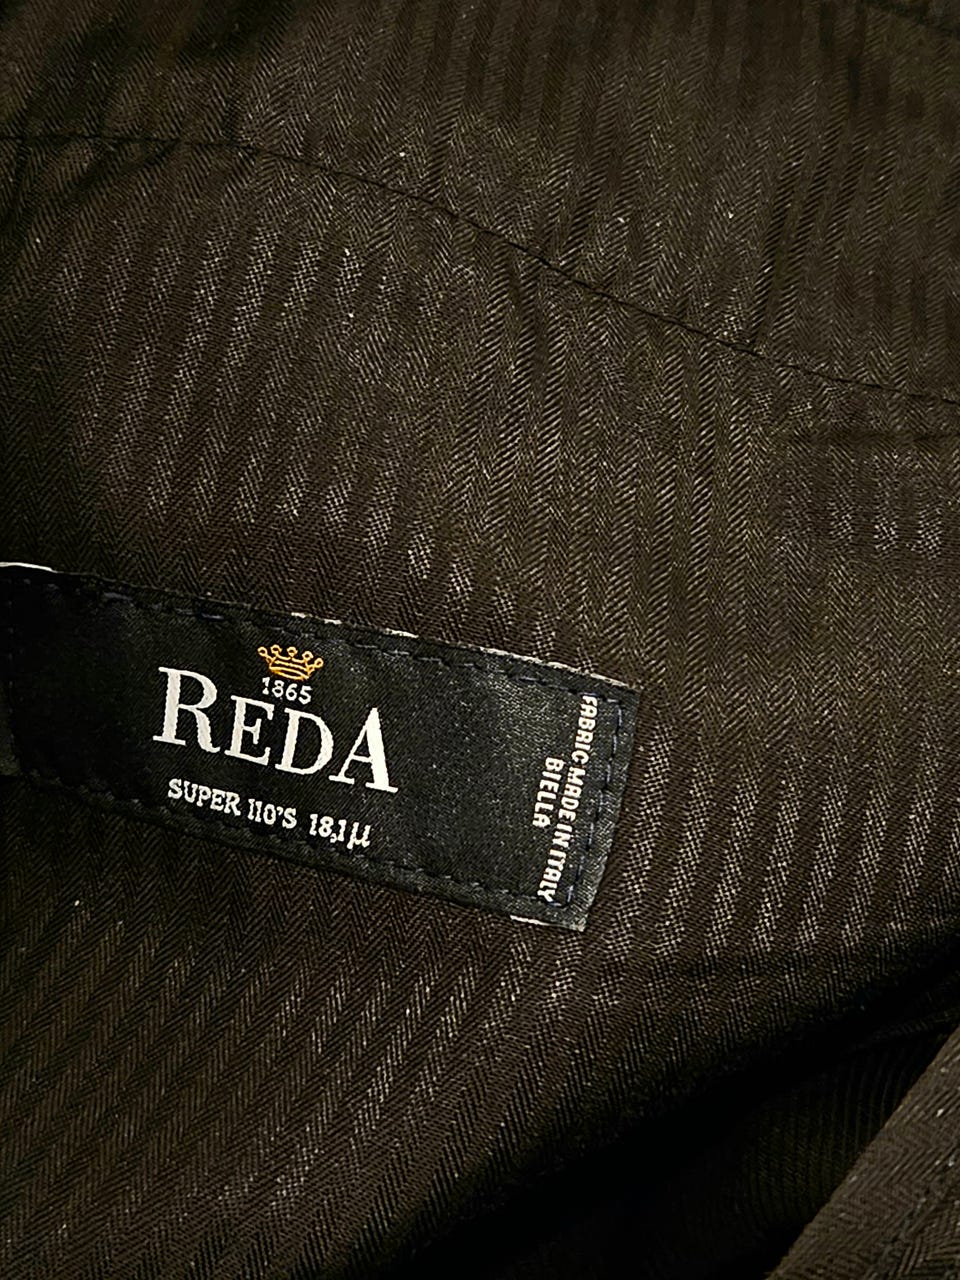 1865
REDA
SUPER 110'S 18,1µ
FABRIC MADE IN ITALY
BIELLA